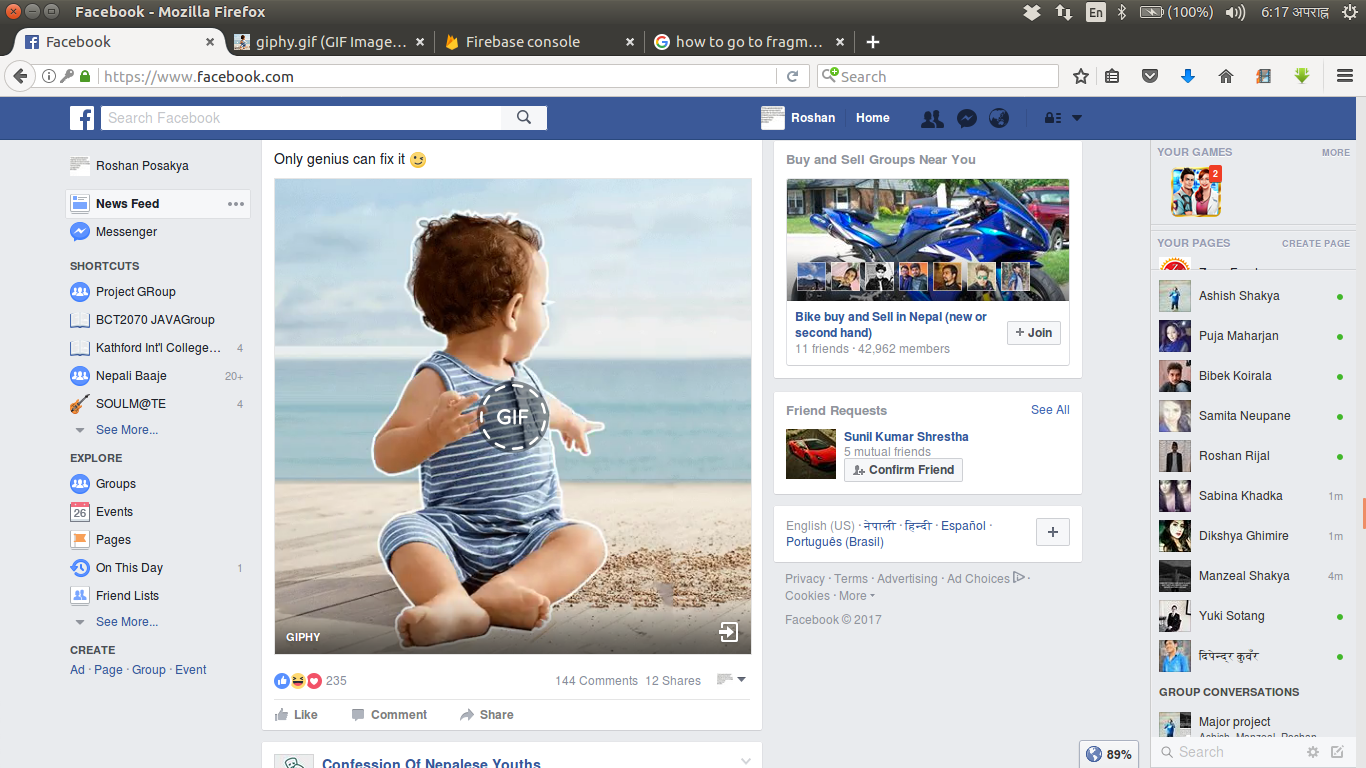 Facebook - Mozilla Firefox
En
(100%)
6:17 अपराह्न
Facebook
giphy.gif (GIF Image...
Firebase console
how to go to fragm...
https://www.facebook.com
Search
Search Facebook
Roshan
Home
Roshan Posakya
News Feed
Messenger
SHORTCUTS
Project GRoup
BCT2070 JAVAGroup
Kathford Int'l College... 4
Nepali Baaje 20+
SOULM@TE 4
See More...
EXPLORE
Groups
26 Events
Pages
On This Day 1
Friend Lists
See More...
CREATE
Ad · Page · Group · Event
Only genius can fix it
GIF
GIPHY
235
144 Comments 12 Shares
Like Comment Share
Confession Of Nepalese Youths
Buy and Sell Groups Near You
Bike buy and Sell in Nepal (new or
second hand)
11 friends · 42,962 members
+ Join
Friend Requests See All
Sunil Kumar Shrestha
5 mutual friends
Confirm Friend
English (US) · नेपाली · हिन्दी · Español ·
Português (Brasil)
+
Privacy · Terms · Advertising · Ad Choices ·
Cookies · More
Facebook © 2017
YOUR GAMES MORE
2
YOUR PAGES CREATE PAGE
Ashish Shakya
Puja Maharjan
Bibek Koirala
Samita Neupane
Roshan Rijal
Sabina Khadka 1m
Dikshya Ghimire 1m
Manzeal Shakya 4m
Yuki Sotang
दिपेन्द्र कुवँर
GROUP CONVERSATIONS
Major project
Ashish, Manzeal, Roshan
89%
Search